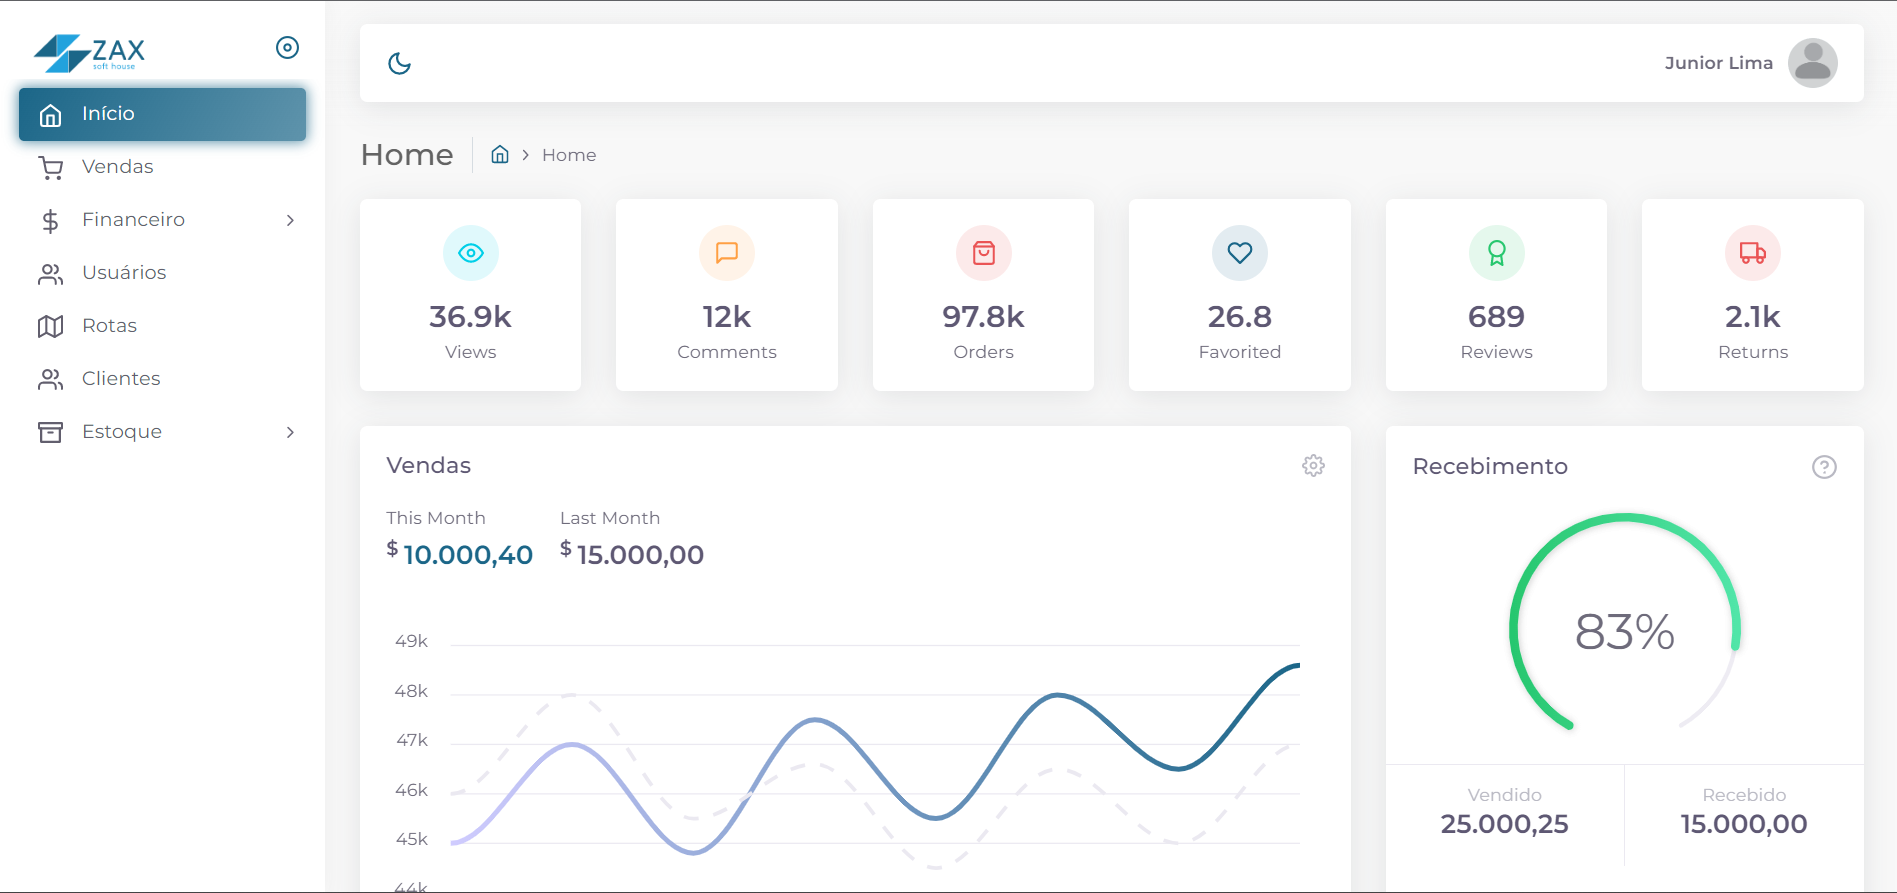 ZAX
soft house
Início
Vendas
Financeiro
Usuários
Rotas
Clientes
Estoque
Junior Lima
Home
Home
36.9k
Views
12k
Comments
97.8k
Orders
26.8
Favorited
689
Reviews
2.1k
Returns
Vendas
This Month
$ 10.000,40
Last Month
$ 15.000,00
49k
48k
47k
46k
45k
44k
Recebimento
83%
Vendido
25.000,25
Recebido
15.000,00